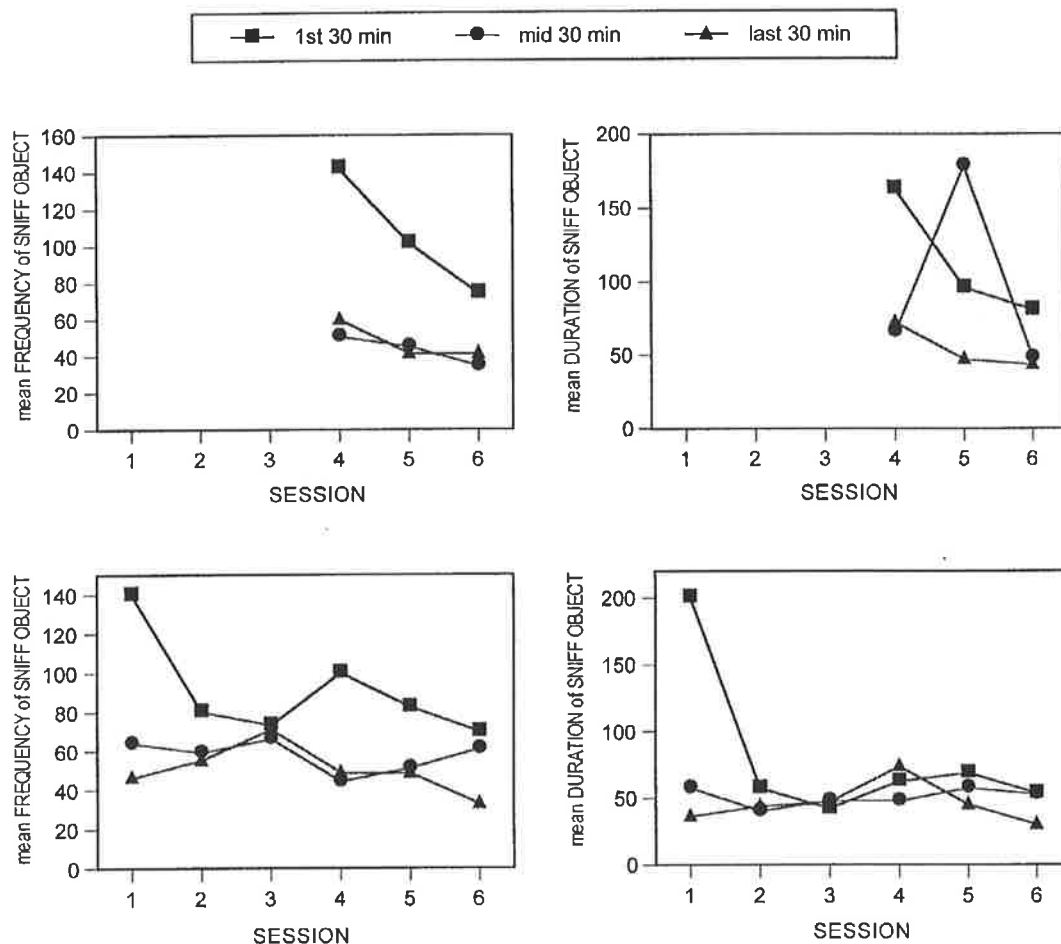 1st 30 min mid 30 min last 30 min
mean FREQUENCY of SNIFF OBJECT
160
140
120
100
80
60
40
20
0
1 2 3 4 5 6
SESSION
mean DURATION of SNIFF OBJECT
200
150
100
50
0
1 2 3 4 5 6
SESSION
mean FREQUENCY of SNIFF OBJECT
140
120
100
80
60
40
20
0
1 2 3 4 5 6
SESSION
mean DURATION of SNIFF OBJECT
200
150
100
50
0
1 2 3 4 5 6
SESSION